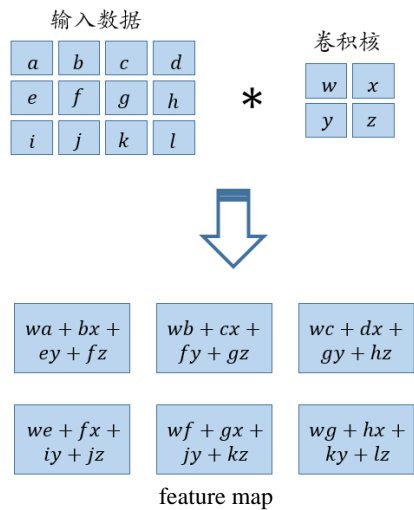 输入数据 卷积核
a b c d
w x
e f g h
*
y z
i j k l
wa + bx + wb + cx + wc + dx +
ey + fz fy + gz gy + hz
we + fx + wf + gx + wg + hx +
iy + jz jy + kz ky + lz
feature map